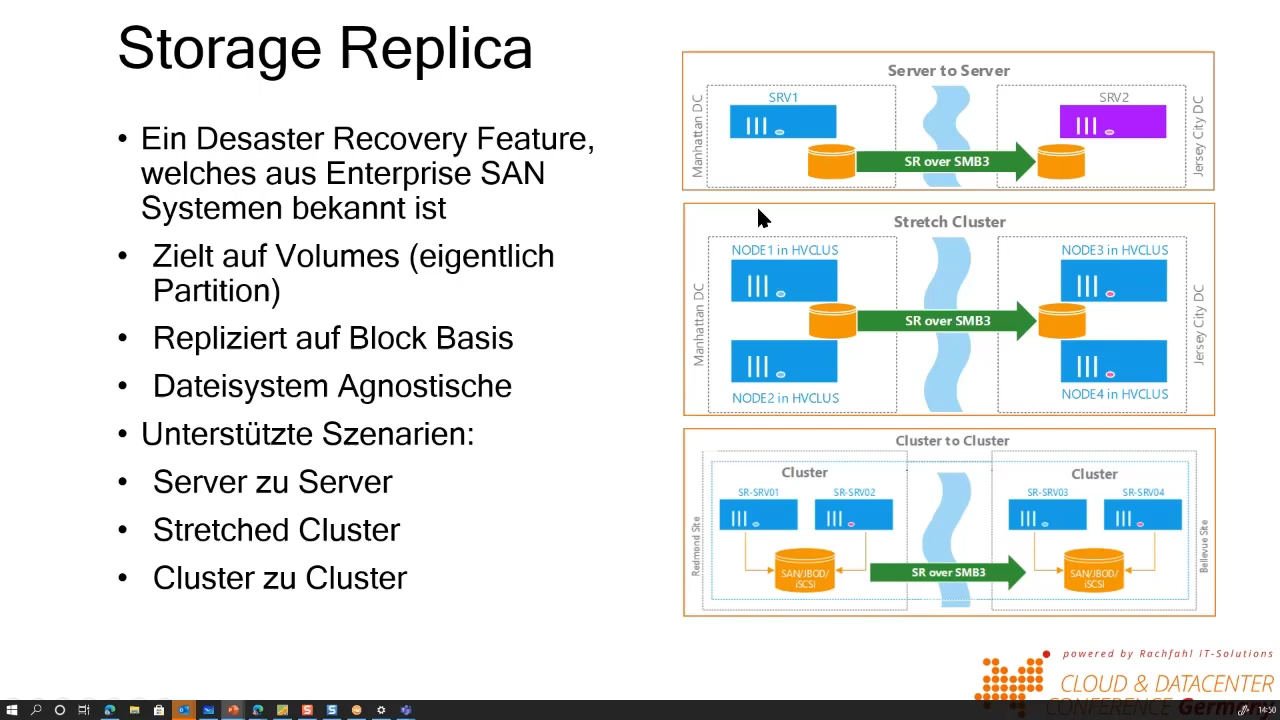 Storage Replica
• Ein Desaster Recovery Feature,
welches aus Enterprise SAN
Systemen bekannt ist
• Zielt auf Volumes (eigentlich
Partition)
• Repliziert auf Block Basis
• Dateisystem Agnostische
• Unterstützte Szenarien:
• Server zu Server
• Stretched Cluster
• Cluster zu Cluster
Server to Server
Manhattan DC
SRV1
SR over SMB3
SRV2
Jersey City DC
Stretch Cluster
Manhattan DC
NODE1 in HVCLUS
NODE2 in HVCLUS
SR over SMB3
NODE3 in HVCLUS
NODE4 in HVCLUS
Jersey City DC
Cluster to Cluster
Redmond Site
Cluster
SR-SRV01
SR-SRV02
SAN/JBOD/
iSCSI
SR over SMB3
Cluster
SR-SRV03
SR-SRV04
SAN/JBOD/
iSCSI
Bellevue Site
powered by Rachfahl IT-Solutions
CLOUD & DATACENTER
CONFERENCE Germany
14:50